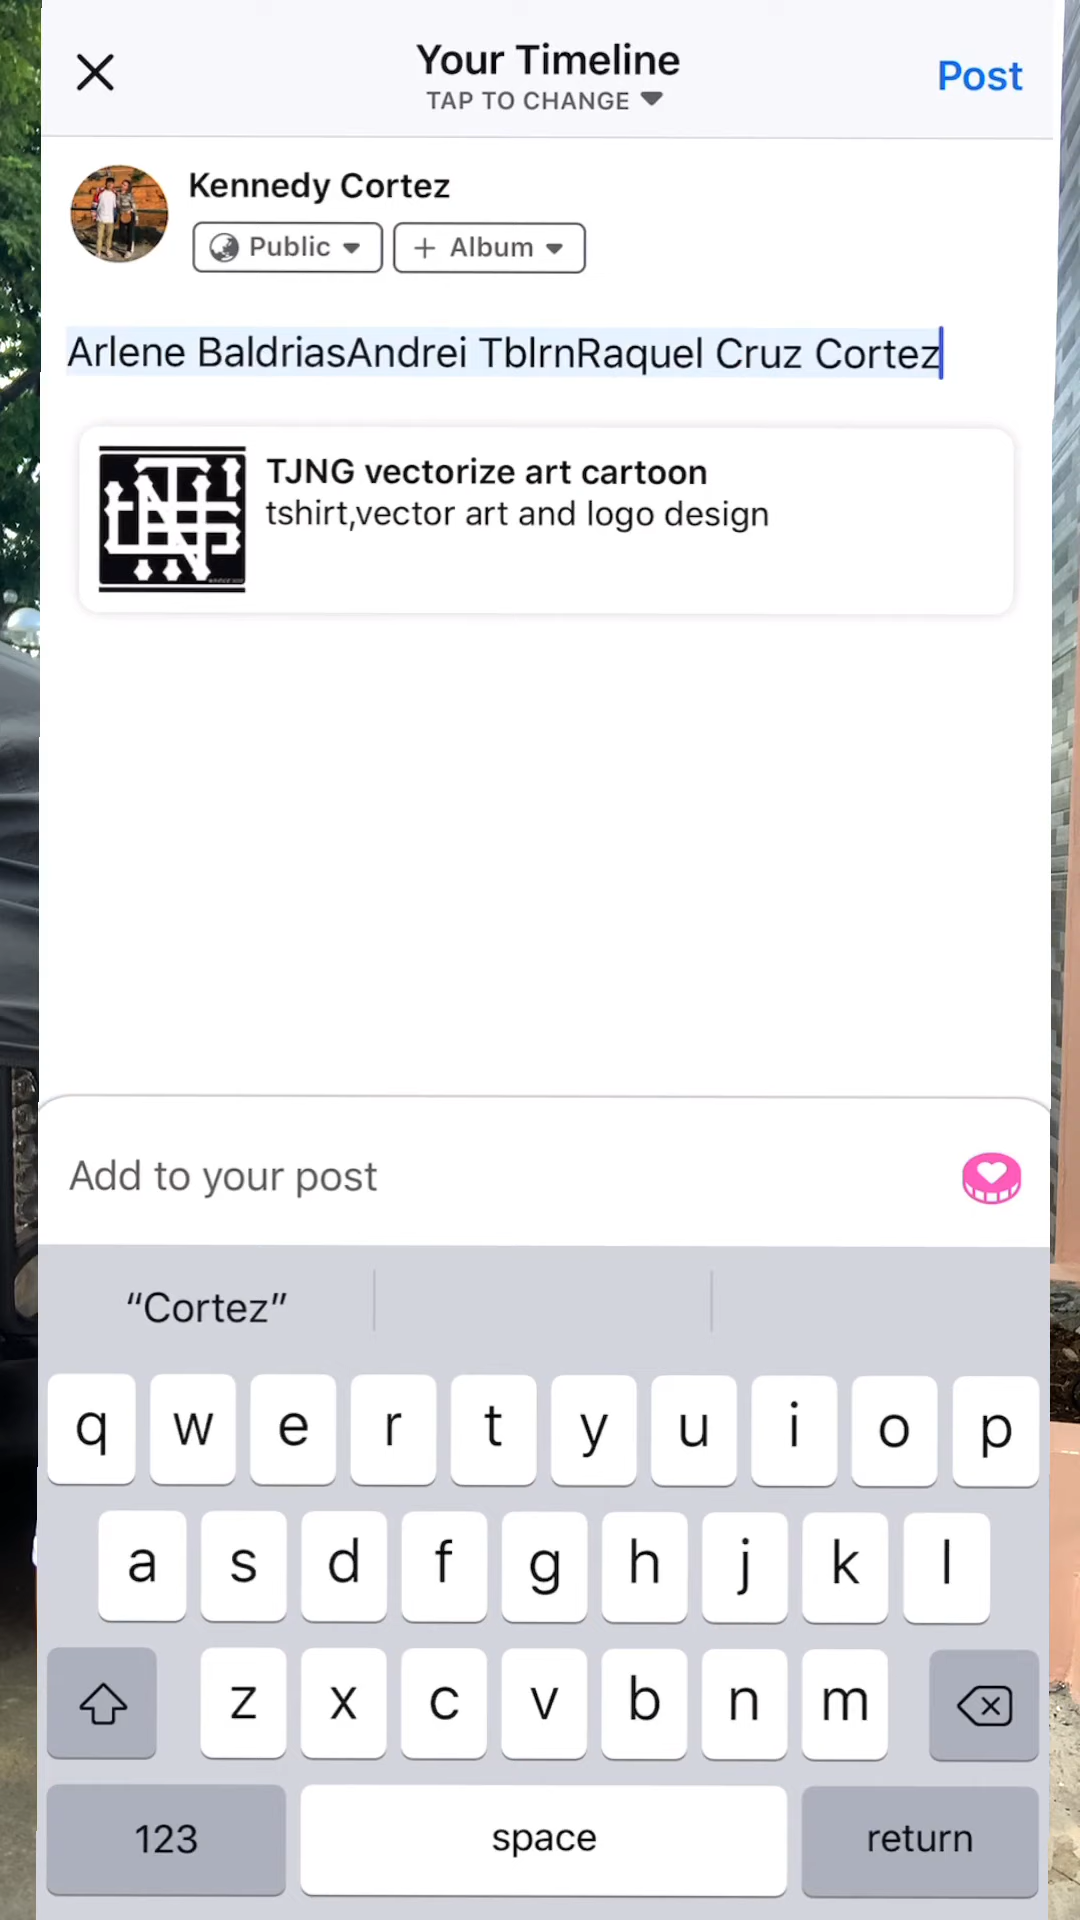 Your Timeline
TAP TO CHANGE
Post
Kennedy Cortez
Public
+ Album
Arlene BaldriasAndrei TblrnRaquel Cruz Cortez
TJNG vectorize art cartoon
tshirt,vector art and logo design
Add to your post
“Cortez”
q w e r t y u i o p
a s d f g h j k l
z x c v b n m
123 space return